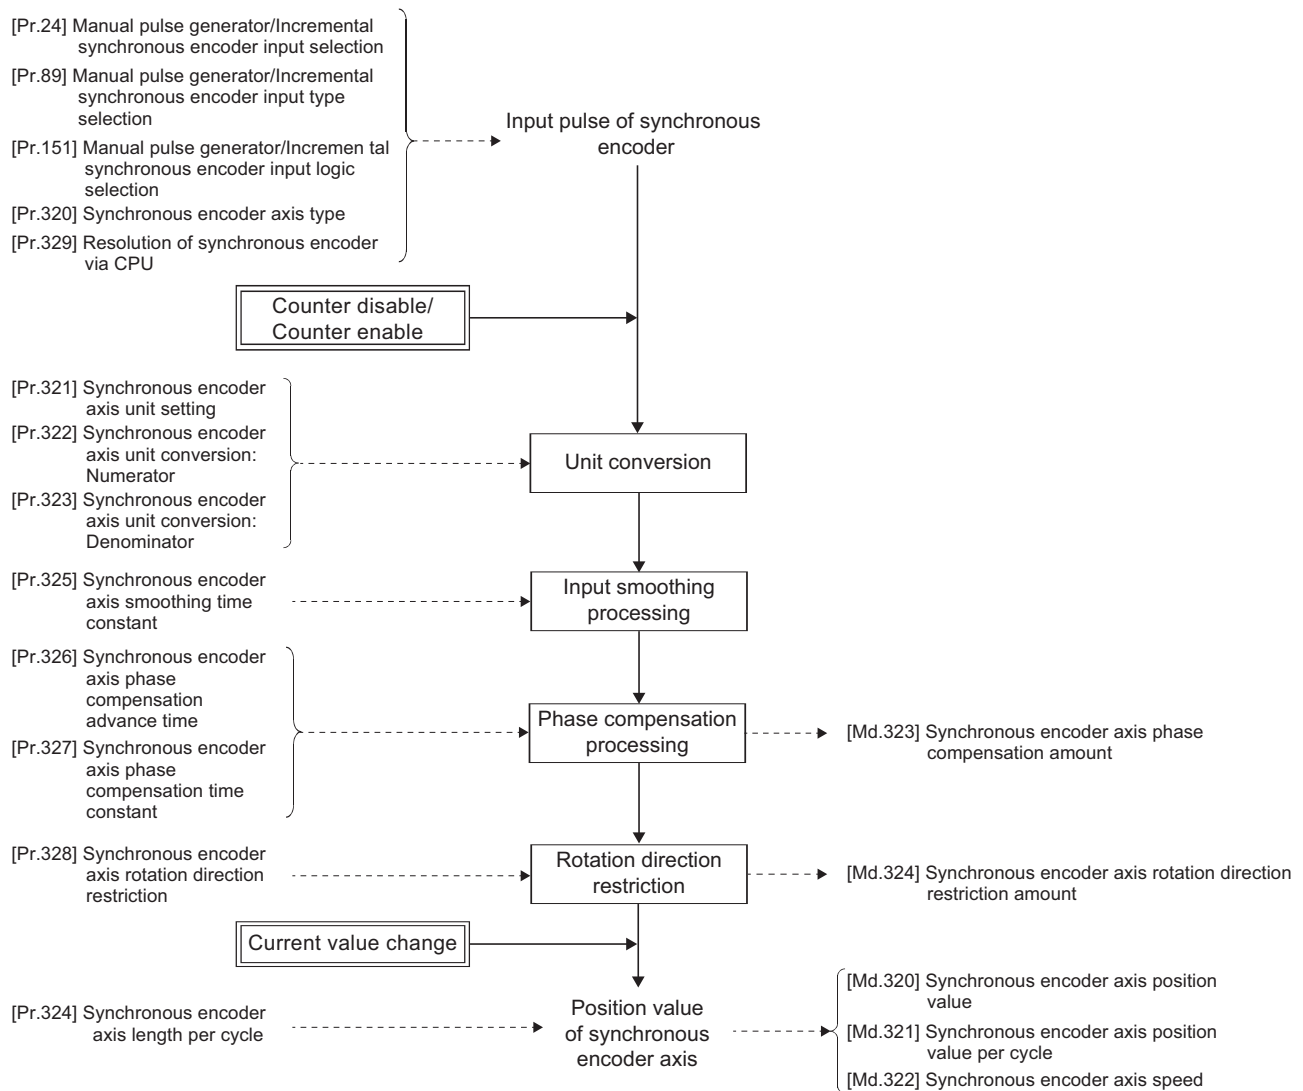 [Pr.24] Manual pulse generator/Incremental
synchronous encoder input selection
[Pr.89] Manual pulse generator/Incremental
synchronous encoder input type
selection
[Pr.151] Manual pulse generator/Incremen tal
synchronous encoder input logic
selection
[Pr.320] Synchronous encoder axis type
[Pr.329] Resolution of synchronous encoder
via CPU
Input pulse of synchronous
encoder
Counter disable/
Counter enable
[Pr.321] Synchronous encoder
axis unit setting
[Pr.322] Synchronous encoder
axis unit conversion:
Numerator
[Pr.323] Synchronous encoder
axis unit conversion:
Denominator
Unit conversion
[Pr.325] Synchronous encoder
axis smoothing time
constant
Input smoothing
processing
[Pr.326] Synchronous encoder
axis phase
compensation
advance time
[Pr.327] Synchronous encoder
axis phase
compensation time
constant
Phase compensation
processing
[Md.323] Synchronous encoder axis phase
compensation amount
[Pr.328] Synchronous encoder
axis rotation direction
restriction
Rotation direction
restriction
[Md.324] Synchronous encoder axis rotation direction
restriction amount
Current value change
[Pr.324] Synchronous encoder
axis length per cycle
Position value
of synchronous
encoder axis
[Md.320] Synchronous encoder axis position
value
[Md.321] Synchronous encoder axis position
value per cycle
[Md.322] Synchronous encoder axis speed